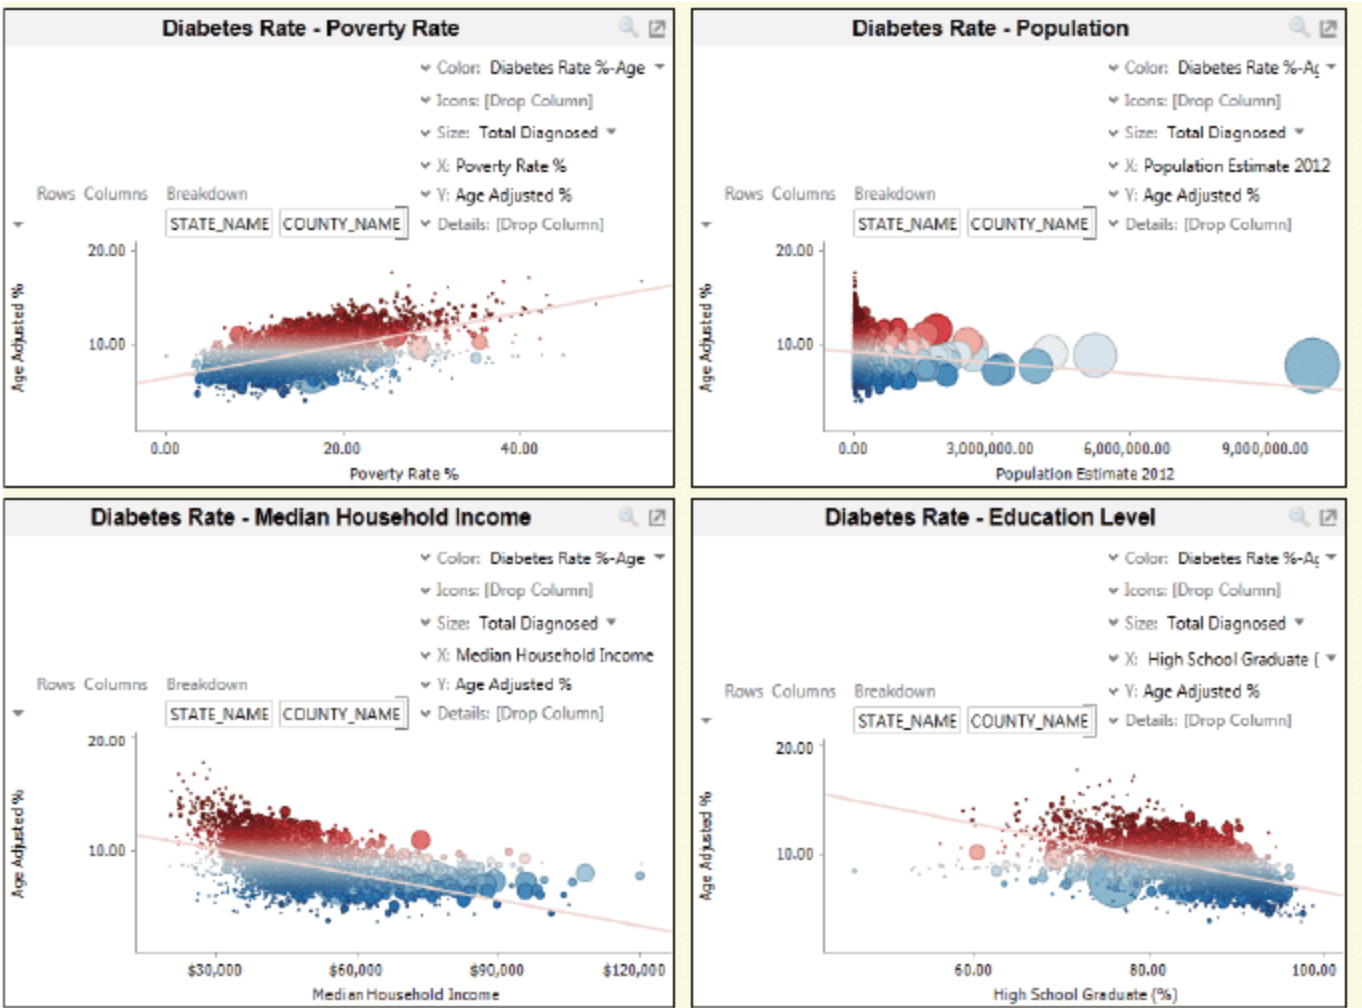 Diabetes Rate - Poverty Rate
Color: Diabetes Rate %-Age
Icons: [Drop Column]
Size: Total Diagnosed
X: Poverty Rate %
Rows Columns Breakdown
Y: Age Adjusted %
STATE_NAME COUNTY_NAME
Details: [Drop Column]
20.00
10.00
Age Adjusted %
0.00 20.00 40.00
Poverty Rate %
Diabetes Rate - Population
Color: Diabetes Rate %-Ag
Icons: [Drop Column]
Size: Total Diagnosed
X: Population Estimate 2012
Rows Columns Breakdown
Y: Age Adjusted %
STATE_NAME COUNTY_NAME
Details: [Drop Column]
20.00
10.00
Age Adjusted %
0.00 3,000,000.00 6,000,000.00 9,000,000.00
Population Estimate 2012
Diabetes Rate - Median Household Income
Color: Diabetes Rate %-Age
Icons: [Drop Column]
Size: Total Diagnosed
X: Median Household Income
Rows Columns Breakdown
Y: Age Adjusted %
STATE_NAME COUNTY_NAME
Details: [Drop Column]
20.00
10.00
Age Adjusted %
$30,000 $60,000 $90,000 $120,000
Median Household Income
Diabetes Rate - Education Level
Color: Diabetes Rate %-Ag
Icons: [Drop Column]
Size: Total Diagnosed
X: High School Graduate (
Rows Columns Breakdown
Y: Age Adjusted %
STATE_NAME COUNTY_NAME
Details: [Drop Column]
20.00
10.00
Age Adjusted %
60.00 80.00 100.00
High School Graduate (%)